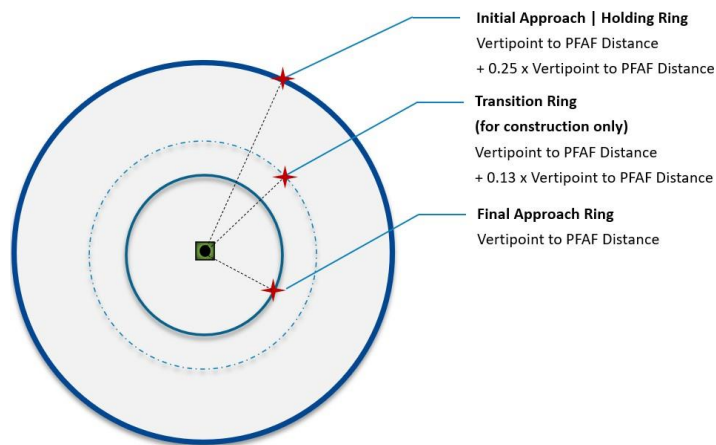 Initial Approach | Holding Ring
Vertipoint to PFAF Distance
+ 0.25 x Vertipoint to PFAF Distance
Transition Ring
(for construction only)
Vertipoint to PFAF Distance
+ 0.13 x Vertipoint to PFAF Distance
Final Approach Ring
Vertipoint to PFAF Distance